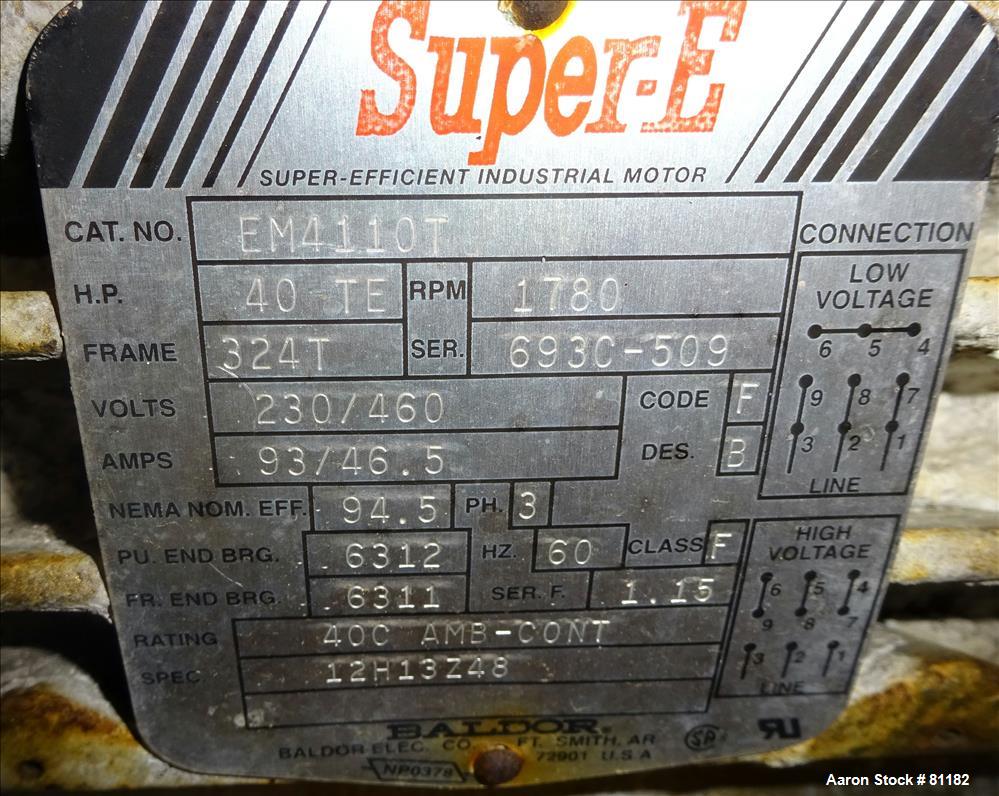 Super-E
SUPER-EFFICIENT INDUSTRIAL MOTOR
CAT. NO. EM4110T
H.P. 40 TE RPM 1780
FRAME 324T SER. 693C-509
VOLTS 230/460 CODE F
AMPS 93/46.5 DES. B
NEMA NOM. EFF. 94.5 PH. 3
PU. END BRG. 6312 HZ. 60 CLASS F
FR. END BRG. 6311 SER. F. 1.15
RATING 40C AMB-CONT
SPEC 12H13Z48
CONNECTION
LOW
VOLTAGE
6 5 4
9 8 7
3 2 1
LINE
HIGH
VOLTAGE
6 5 4
9 8 7
3 2 1
LINE
BALDOR
BALDOR ELEC. CO. FT. SMITH, AR
72901 U.S.A
NP0378
SA
RU
Aaron Stock # 81182